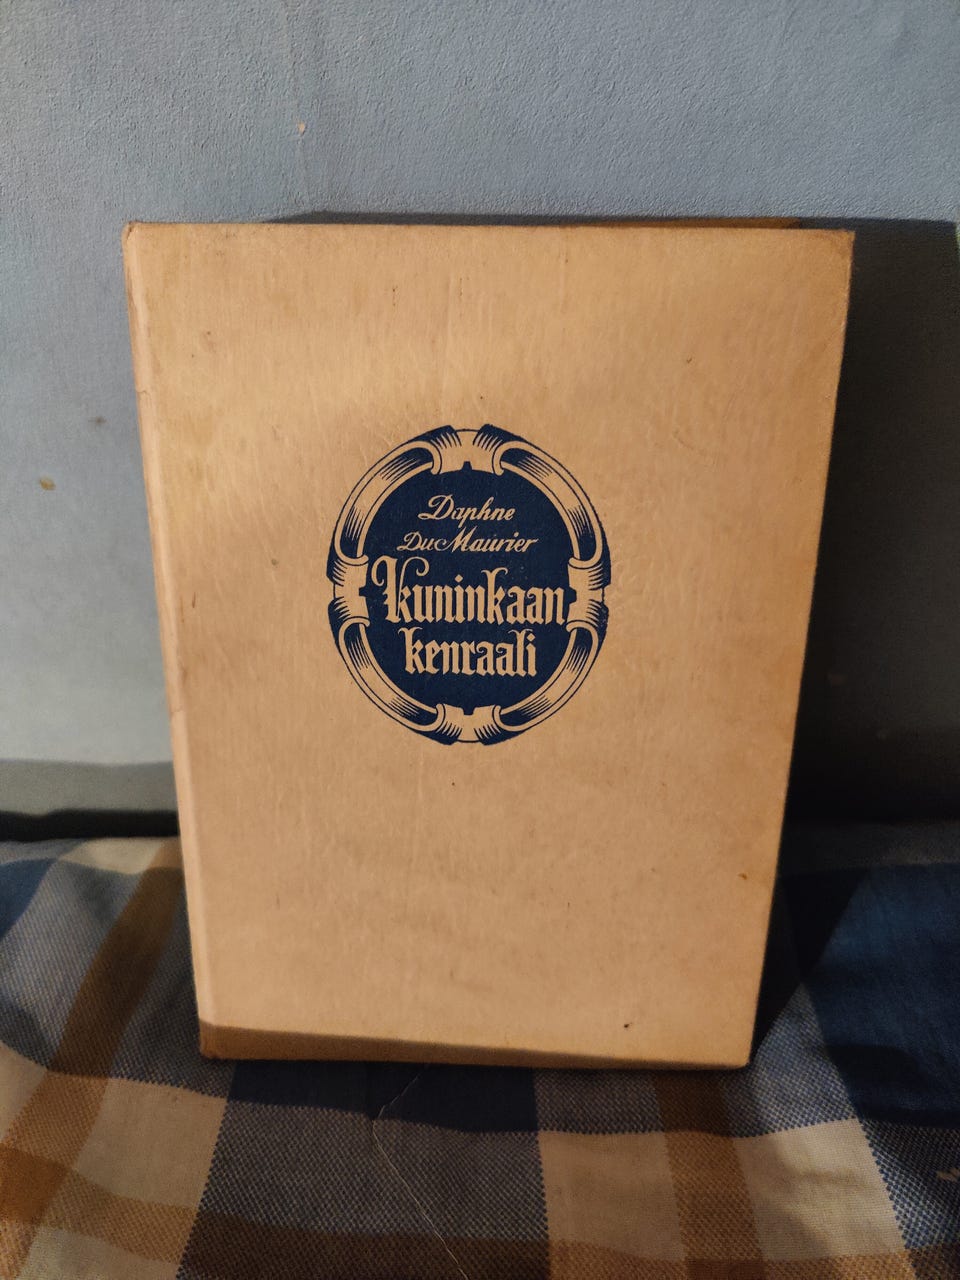 Daphne
Du Maurier
Kuninkaan
kenraali